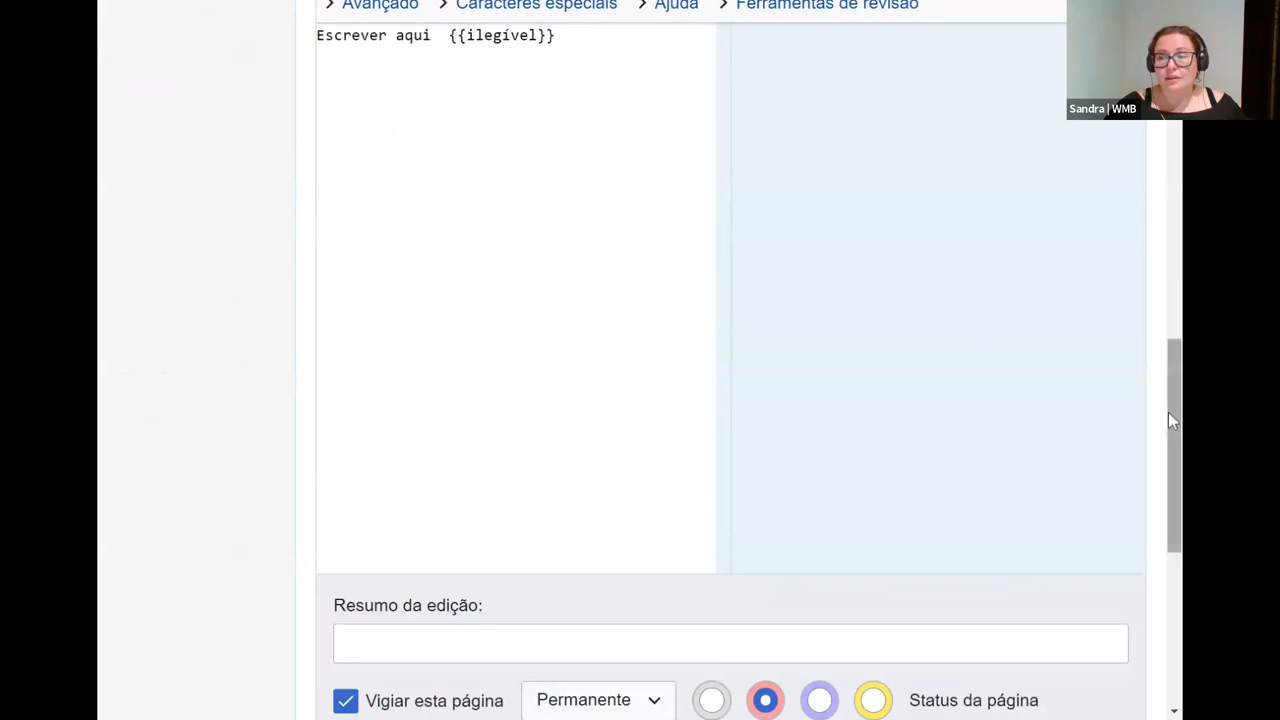 Avançado Caracteres especiais Ajuda Ferramentas de revisão
Escrever aqui {{ilegível}}
Sandra | WMB
Resumo da edição:
Vigiar esta página Permanente Status da página